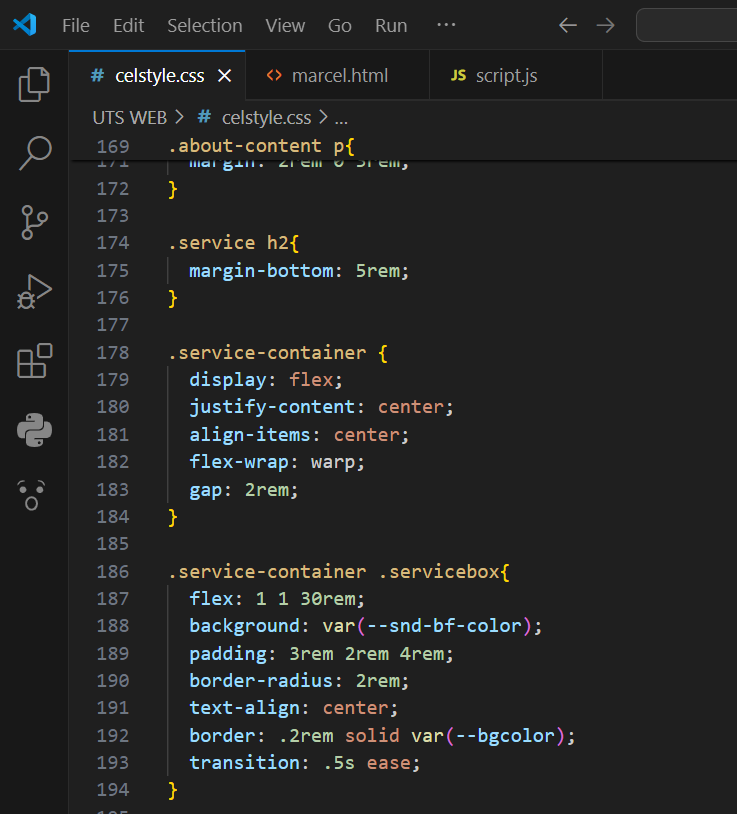 File Edit Selection View Go Run ···
# celstyle.css × <> marcel.html JS script.js
UTS WEB > # celstyle.css > ...
169 .about-content p{
171 margin: 2rem 0 3rem;
172 }
173
174 .service h2{
175 margin-bottom: 5rem;
176 }
177
178 .service-container {
179 display: flex;
180 justify-content: center;
181 align-items: center;
182 flex-wrap: warp;
183 gap: 2rem;
184 }
185
186 .service-container .servicebox{
187 flex: 1 1 30rem;
188 background: var(--snd-bf-color);
189 padding: 3rem 2rem 4rem;
190 border-radius: 2rem;
191 text-align: center;
192 border: .2rem solid var(--bgcolor);
193 transition: .5s ease;
194 }